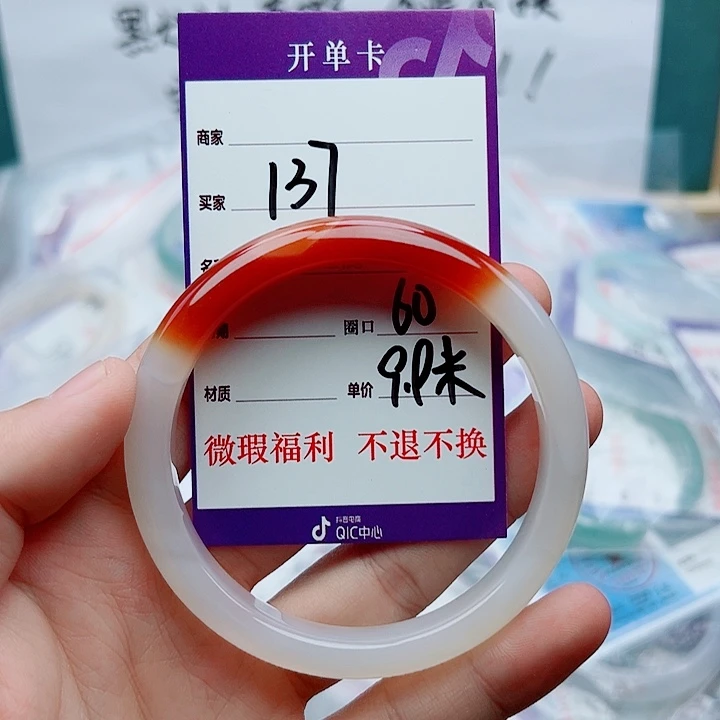 开单卡
商家
买家 137
圈口 60
材质 单价 9.9米
微瑕福利 不退不换
抖音电商
QIC中心